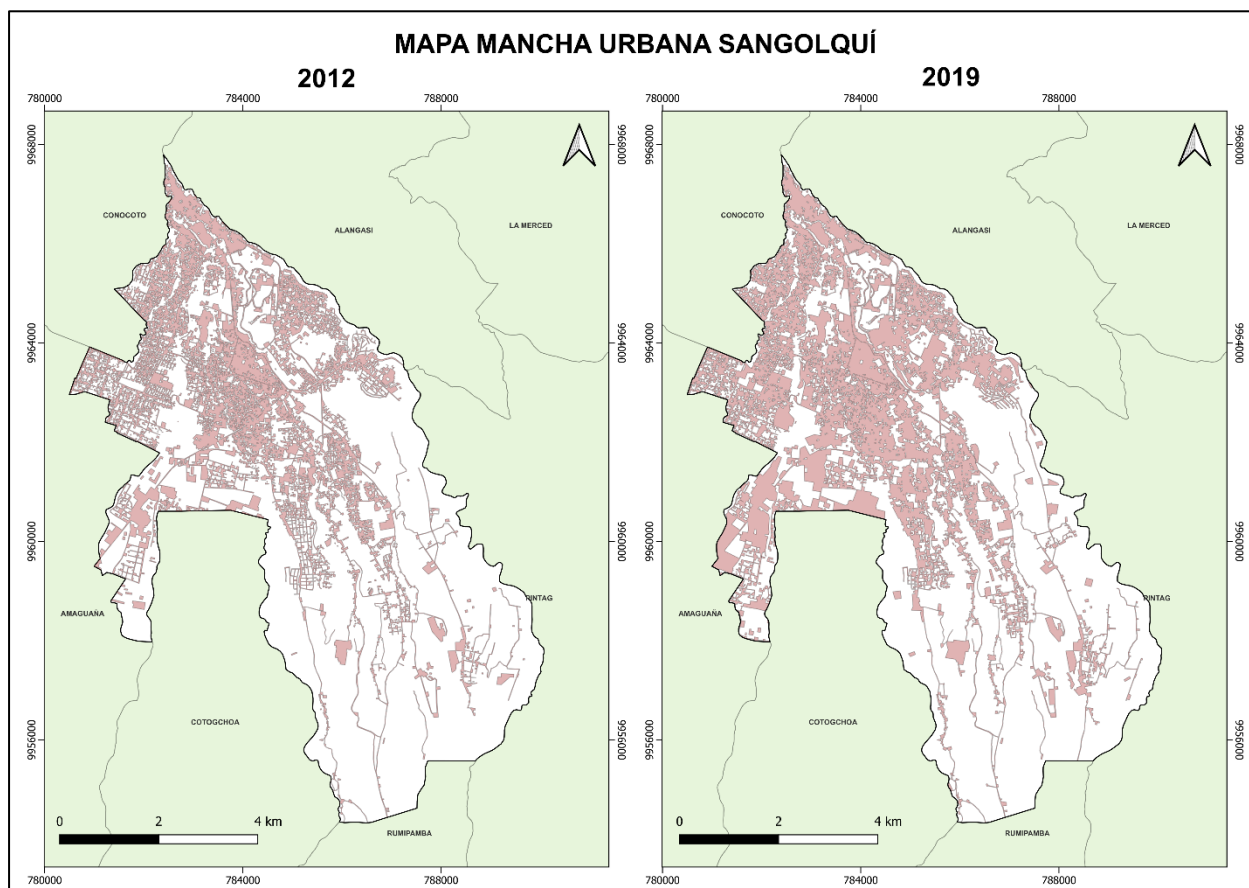 MAPA MANCHA URBANA SANGOLQUÍ
2012
780000 784000 788000
9968000
9964000
9960000
9956000
CONOCOTO
ALANGASI
LA MERCED
PINTAG
AMAGUAÑA
COTOGCHOA
RUMIPAMBA
0 2 4 km
9968000
9964000
9960000
9956000
780000 784000 788000
2019
780000 784000 788000
9968000
9964000
9960000
9956000
CONOCOTO
ALANGASI
LA MERCED
PINTAG
AMAGUAÑA
COTOGCHOA
RUMIPAMBA
0 2 4 km
9968000
9964000
9960000
9956000
780000 784000 788000